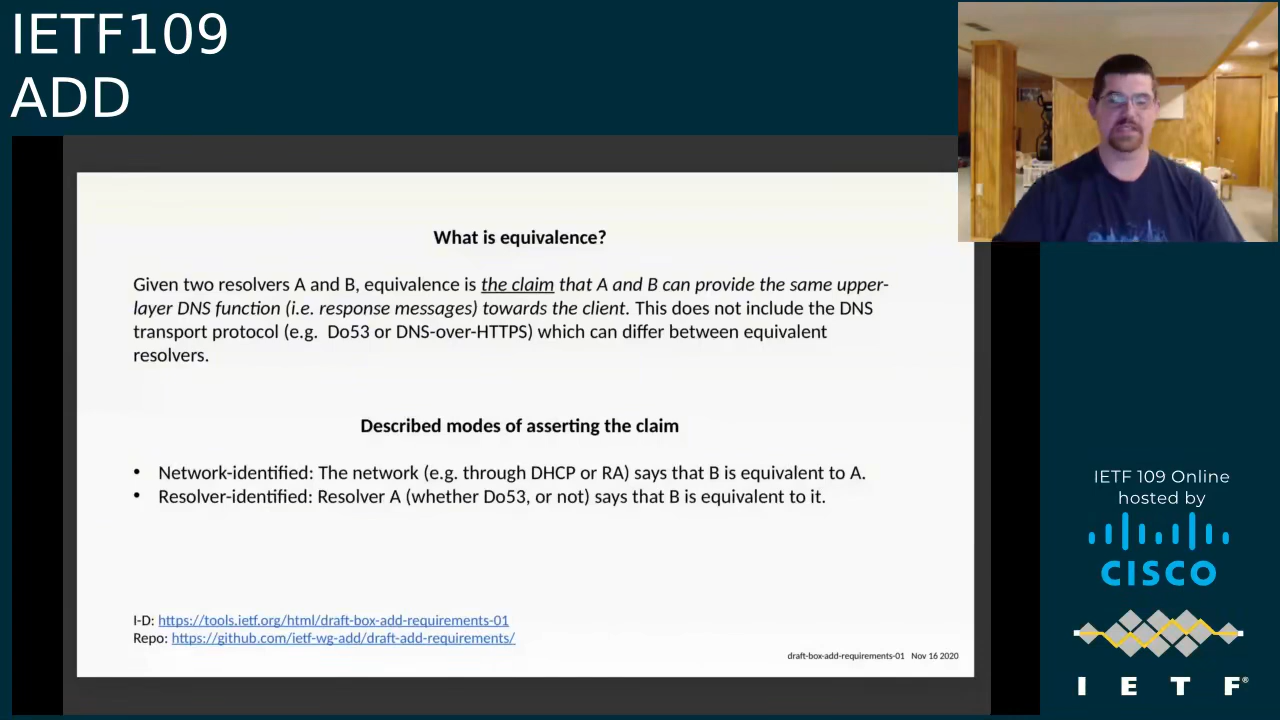 IETF109
ADD
What is equivalence?
Given two resolvers A and B, equivalence is the claim that A and B can provide the same upper-
layer DNS function (i.e. response messages) towards the client. This does not include the DNS
transport protocol (e.g.  Do53 or DNS-over-HTTPS) which can differ between equivalent
resolvers.
Described modes of asserting the claim
• Network-identified: The network (e.g. through DHCP or RA) says that B is equivalent to A.
• Resolver-identified: Resolver A (whether Do53, or not) says that B is equivalent to it.
I-D: https://tools.ietf.org/html/draft-box-add-requirements-01
Repo: https://github.com/ietf-wg-add/draft-add-requirements/
draft-box-add-requirements-01   Nov 16 2020
IETF 109 Online
hosted by
CISCO
I E T F®